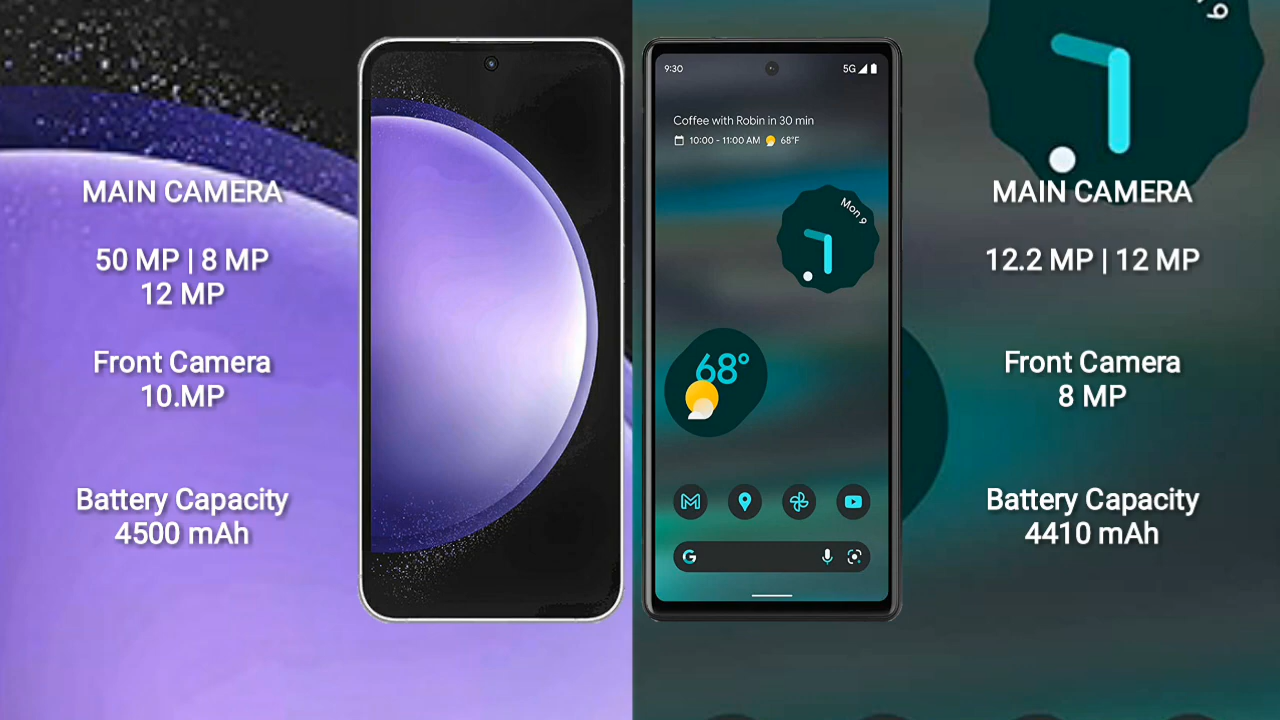 MAIN CAMERA
50 MP | 8 MP
12 MP
Front Camera
10.MP
Battery Capacity
4500 mAh
9:30
5G
Coffee with Robin in 30 min
10:00 - 11:00 AM
68°F
Mon 9
68°
G
9
MAIN CAMERA
12.2 MP | 12 MP
Front Camera
8 MP
Battery Capacity
4410 mAh